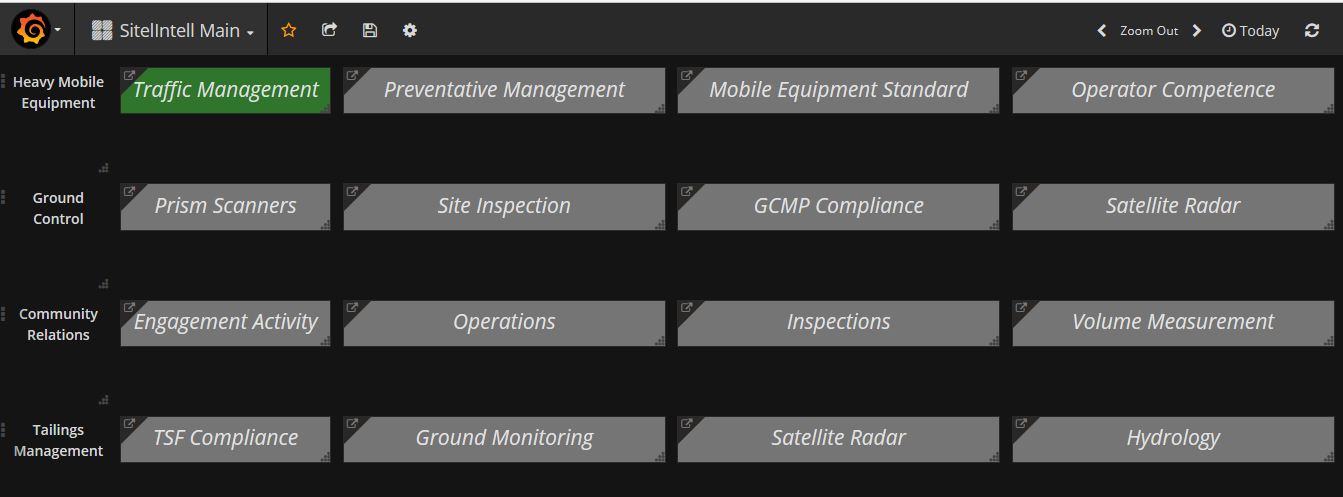 SiteIntell Main
Zoom Out
Today
Heavy Mobile
Equipment
Traffic Management
Preventative Management
Mobile Equipment Standard
Operator Competence
Ground
Control
Prism Scanners
Site Inspection
GCMP Compliance
Satellite Radar
Community
Relations
Engagement Activity
Operations
Inspections
Volume Measurement
Tailings
Management
TSF Compliance
Ground Monitoring
Satellite Radar
Hydrology